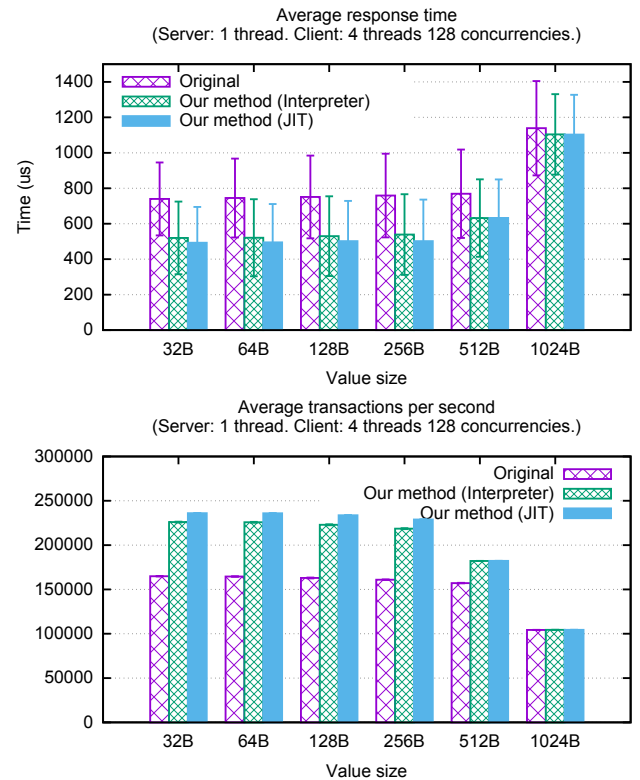 Average response time
(Server: 1 thread. Client: 4 threads 128 concurrencies.)
1400
1200
1000
800
600
400
200
0
Time (us)
Original
Our method (Interpreter)
Our method (JIT)
32B 64B 128B 256B 512B 1024B
Value size
Average transactions per second
(Server: 1 thread. Client: 4 threads 128 concurrencies.)
300000
250000
200000
150000
100000
50000
0
Original
Our method (Interpreter)
Our method (JIT)
32B 64B 128B 256B 512B 1024B
Value size